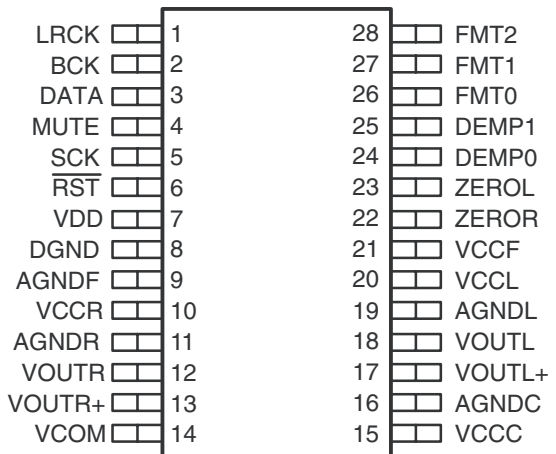 LRCK 1 28 FMT2
BCK 2 27 FMT1
DATA 3 26 FMT0
MUTE 4 25 DEMP1
SCK 5 24 DEMP0
RST 6 23 ZEROL
VDD 7 22 ZEROR
DGND 8 21 VCCF
AGNDF 9 20 VCCL
VCCR 10 19 AGNDL
AGNDR 11 18 VOUTL
VOUTR 12 17 VOUTL+
VOUTR+ 13 16 AGNDC
VCOM 14 15 VCCC